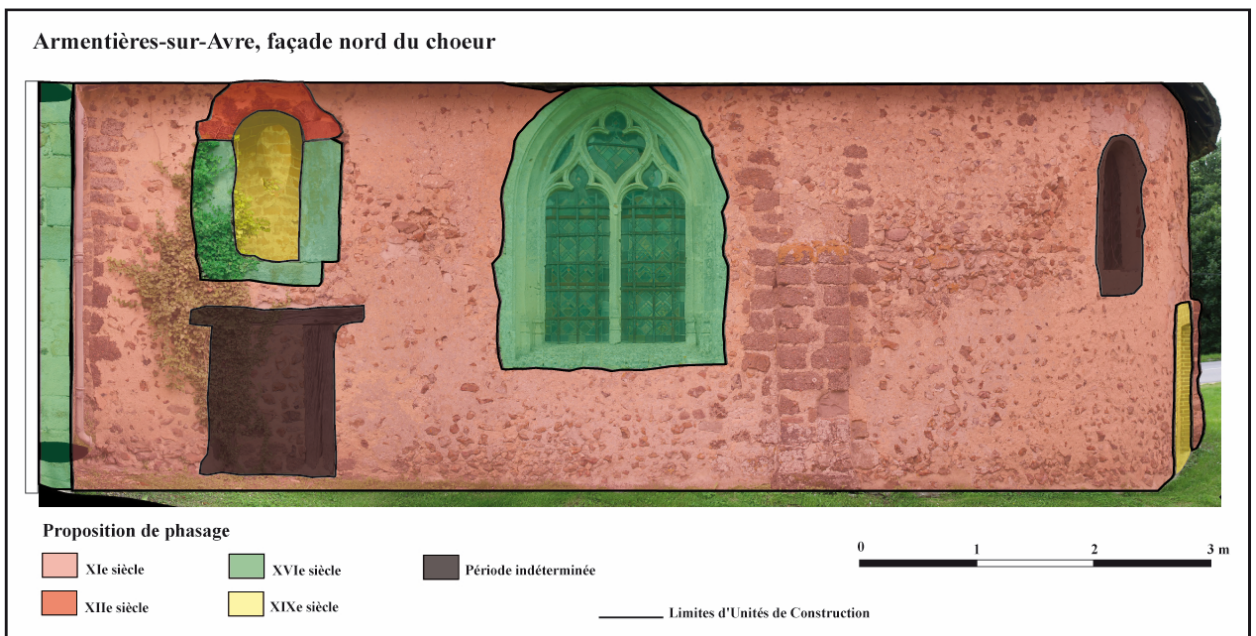 Armentières-sur-Avre, façade nord du choeur
Proposition de phasage
XIe siècle
XVIe siècle
Période indéterminée
XIIe siècle
XIXe siècle
Limites d'Unités de Construction
0 1 2 3 m